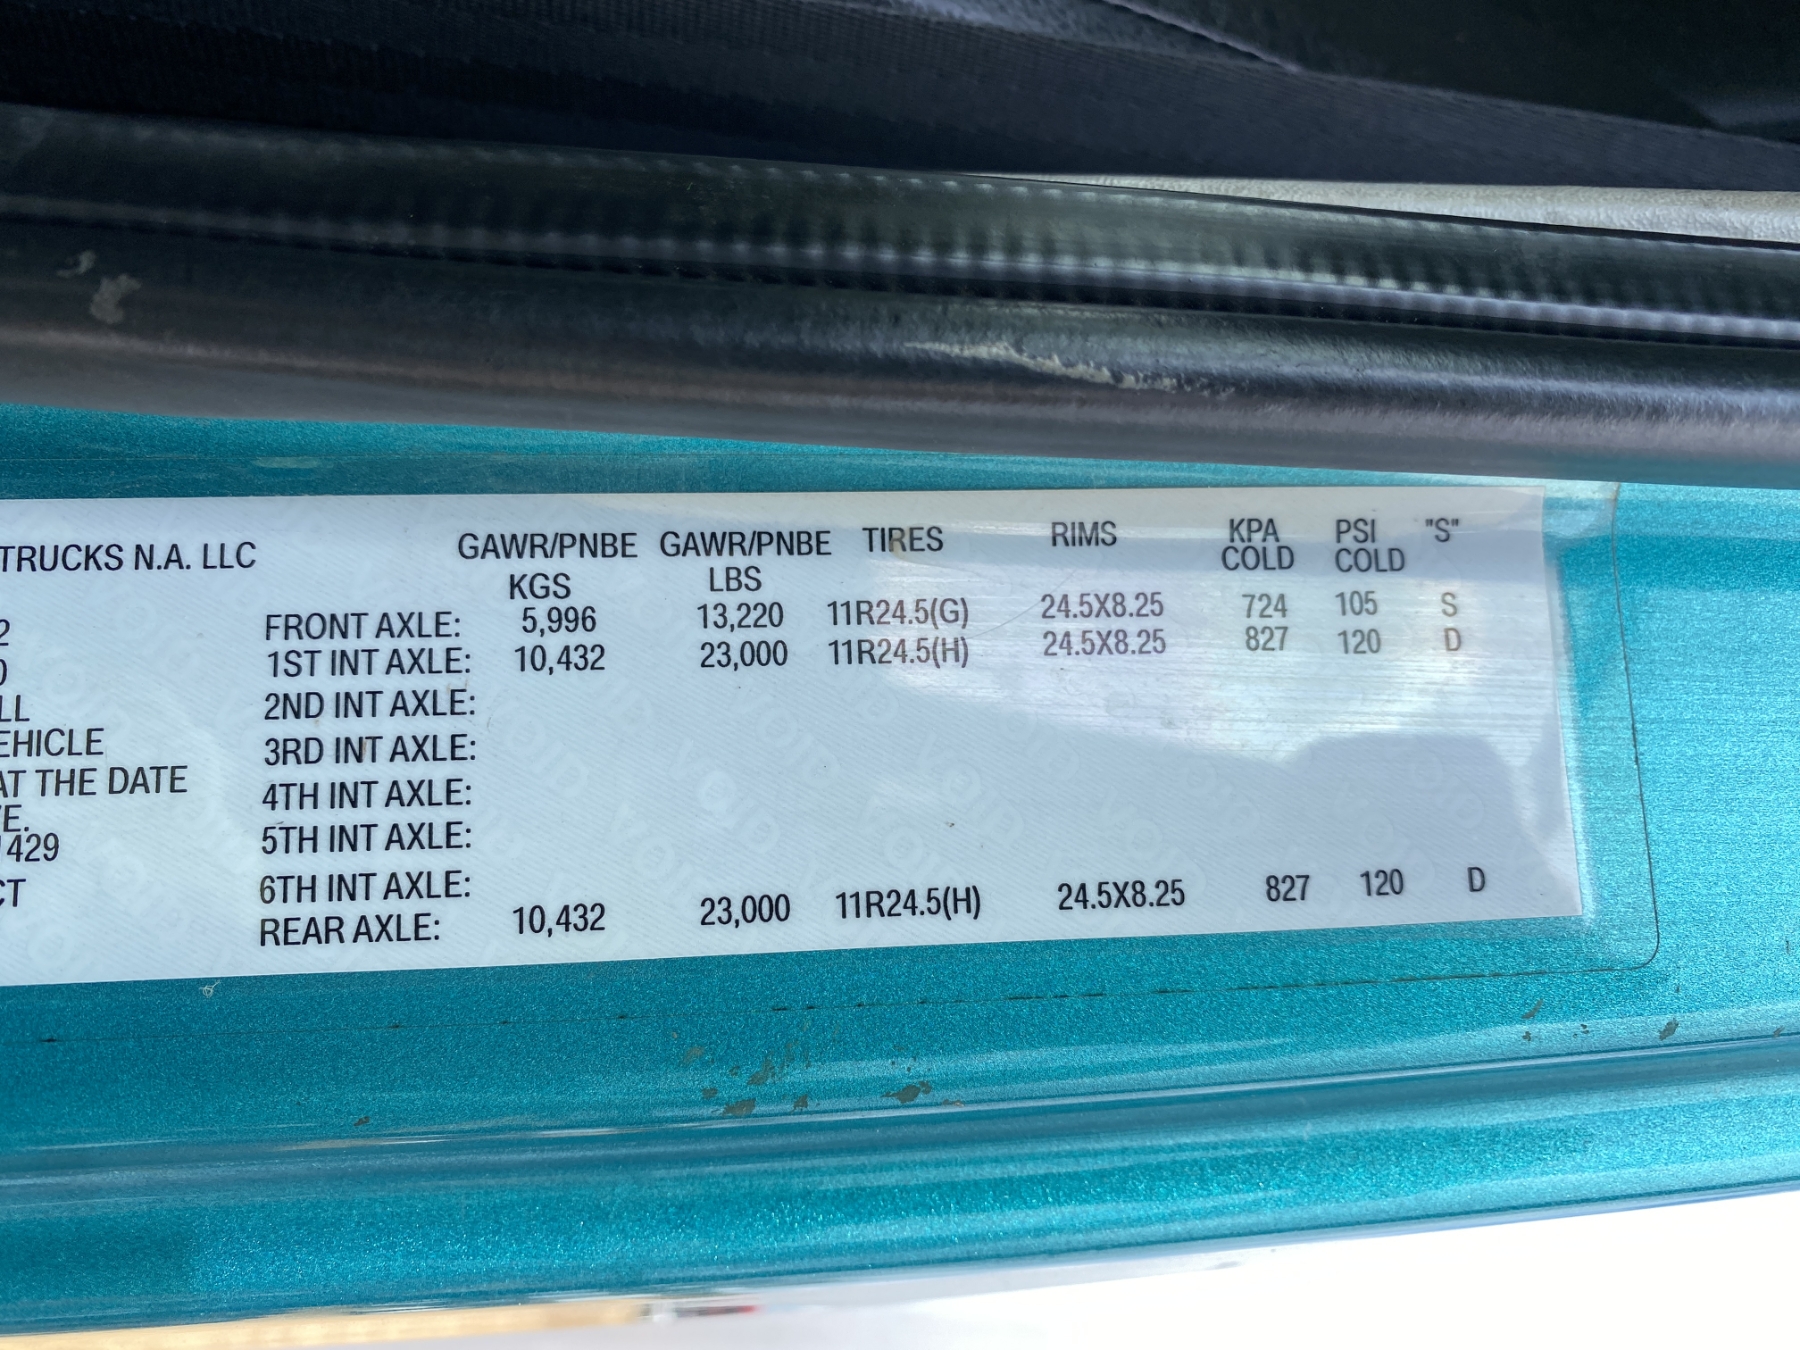 TRUCKS N.A. LLC GAWR/PNBE GAWR/PNBE TIRES RIMS KPA PSI "S"
KGS LBS COLD COLD
2 FRONT AXLE: 5,996 13,220 11R24.5(G) 24.5X8.25 724 105 S
1ST INT AXLE: 10,432 23,000 11R24.5(H) 24.5X8.25 827 120 D
LL 2ND INT AXLE:
EHICLE 3RD INT AXLE:
AT THE DATE 4TH INT AXLE:
E. 5TH INT AXLE:
429
CT 6TH INT AXLE:
REAR AXLE: 10,432 23,000 11R24.5(H) 24.5X8.25 827 120 D